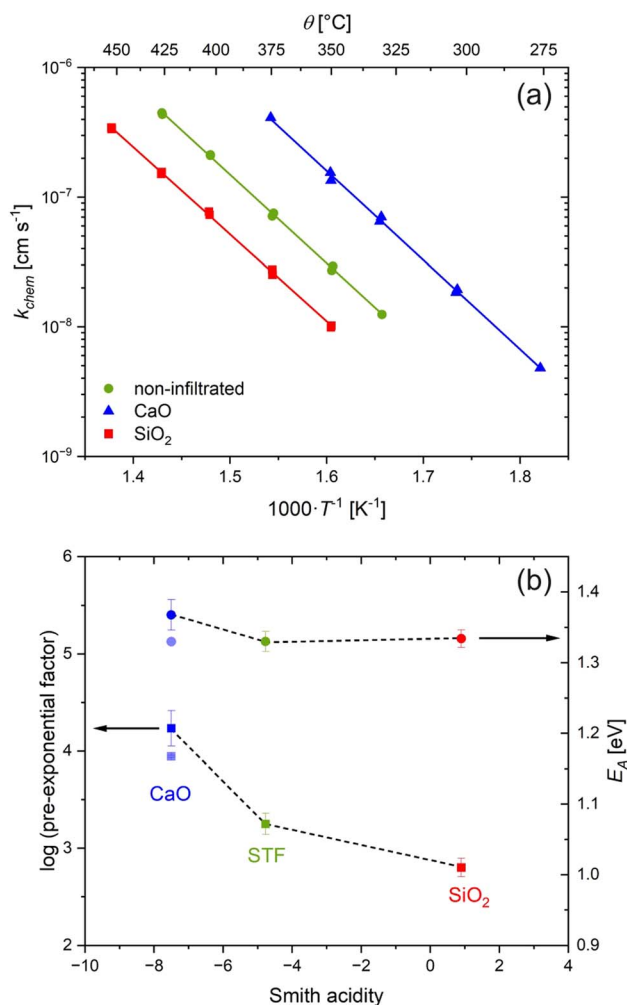 θ [°C]
450 425 400 375 350 325 300 275
(a)
10⁻⁶
10⁻⁷
10⁻⁸
10⁻⁹
k_chem [cm s⁻¹]
non-infiltrated
CaO
SiO₂
1.4 1.5 1.6 1.7 1.8
1000·T⁻¹ [K⁻¹]
(b)
6
5
4
3
2
log (pre-exponential factor)
CaO
STF
SiO₂
1.4
1.3
1.2
1.1
1.0
0.9
E_A [eV]
−10 −8 −6 −4 −2 0 2 4
Smith acidity